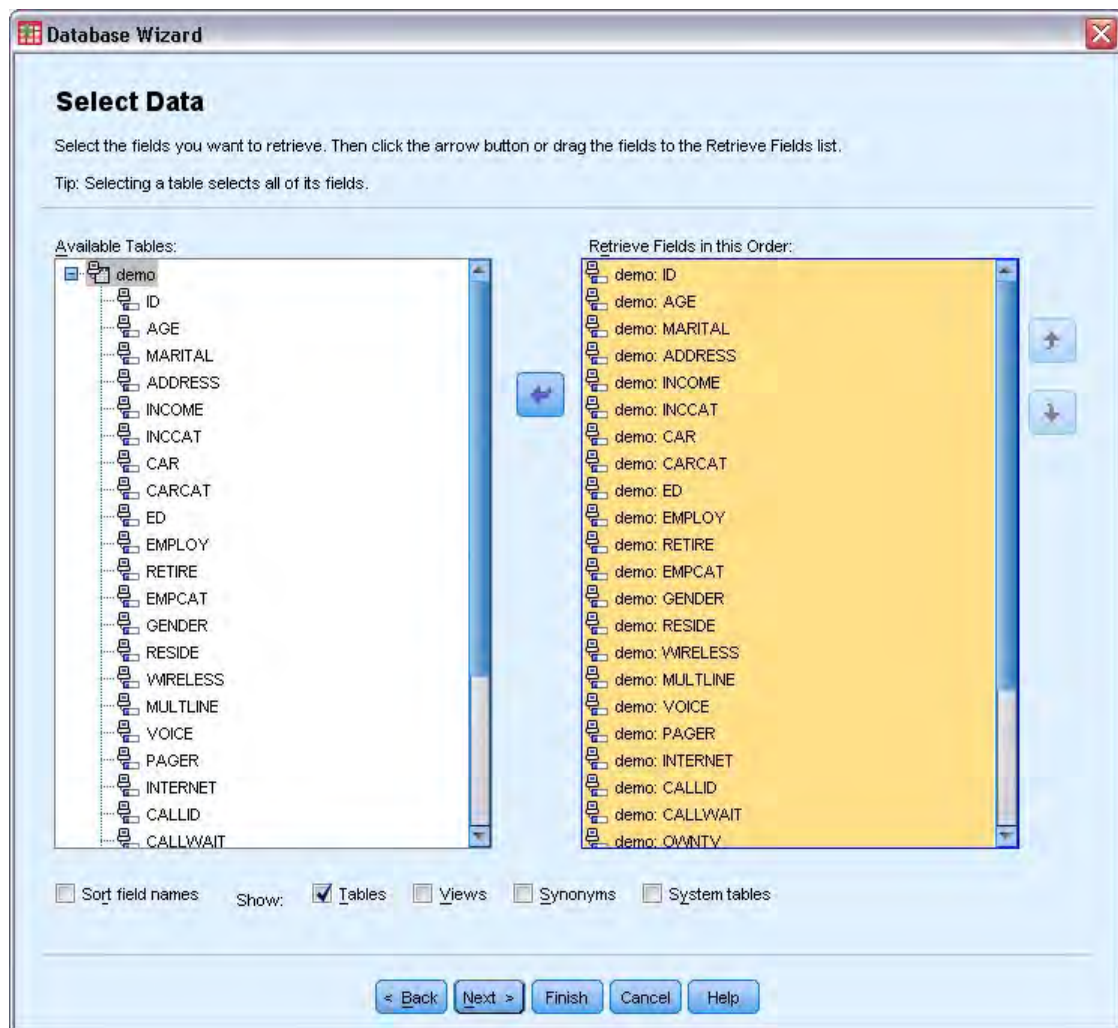 Database Wizard
Select Data
Select the fields you want to retrieve. Then click the arrow button or drag the fields to the Retrieve Fields list.
Tip: Selecting a table selects all of its fields.
Available Tables:
demo
ID
AGE
MARITAL
ADDRESS
INCOME
INCCAT
CAR
CARCAT
ED
EMPLOY
RETIRE
EMPCAT
GENDER
RESIDE
WIRELESS
MULTLINE
VOICE
PAGER
INTERNET
CALLID
CALLWAIT
Retrieve Fields in this Order:
demo: ID
demo: AGE
demo: MARITAL
demo: ADDRESS
demo: INCOME
demo: INCCAT
demo: CAR
demo: CARCAT
demo: ED
demo: EMPLOY
demo: RETIRE
demo: EMPCAT
demo: GENDER
demo: RESIDE
demo: WIRELESS
demo: MULTLINE
demo: VOICE
demo: PAGER
demo: INTERNET
demo: CALLID
demo: CALLWAIT
demo: OWNTV
Sort field names Show: Tables Views Synonyms System tables
< Back Next > Finish Cancel Help